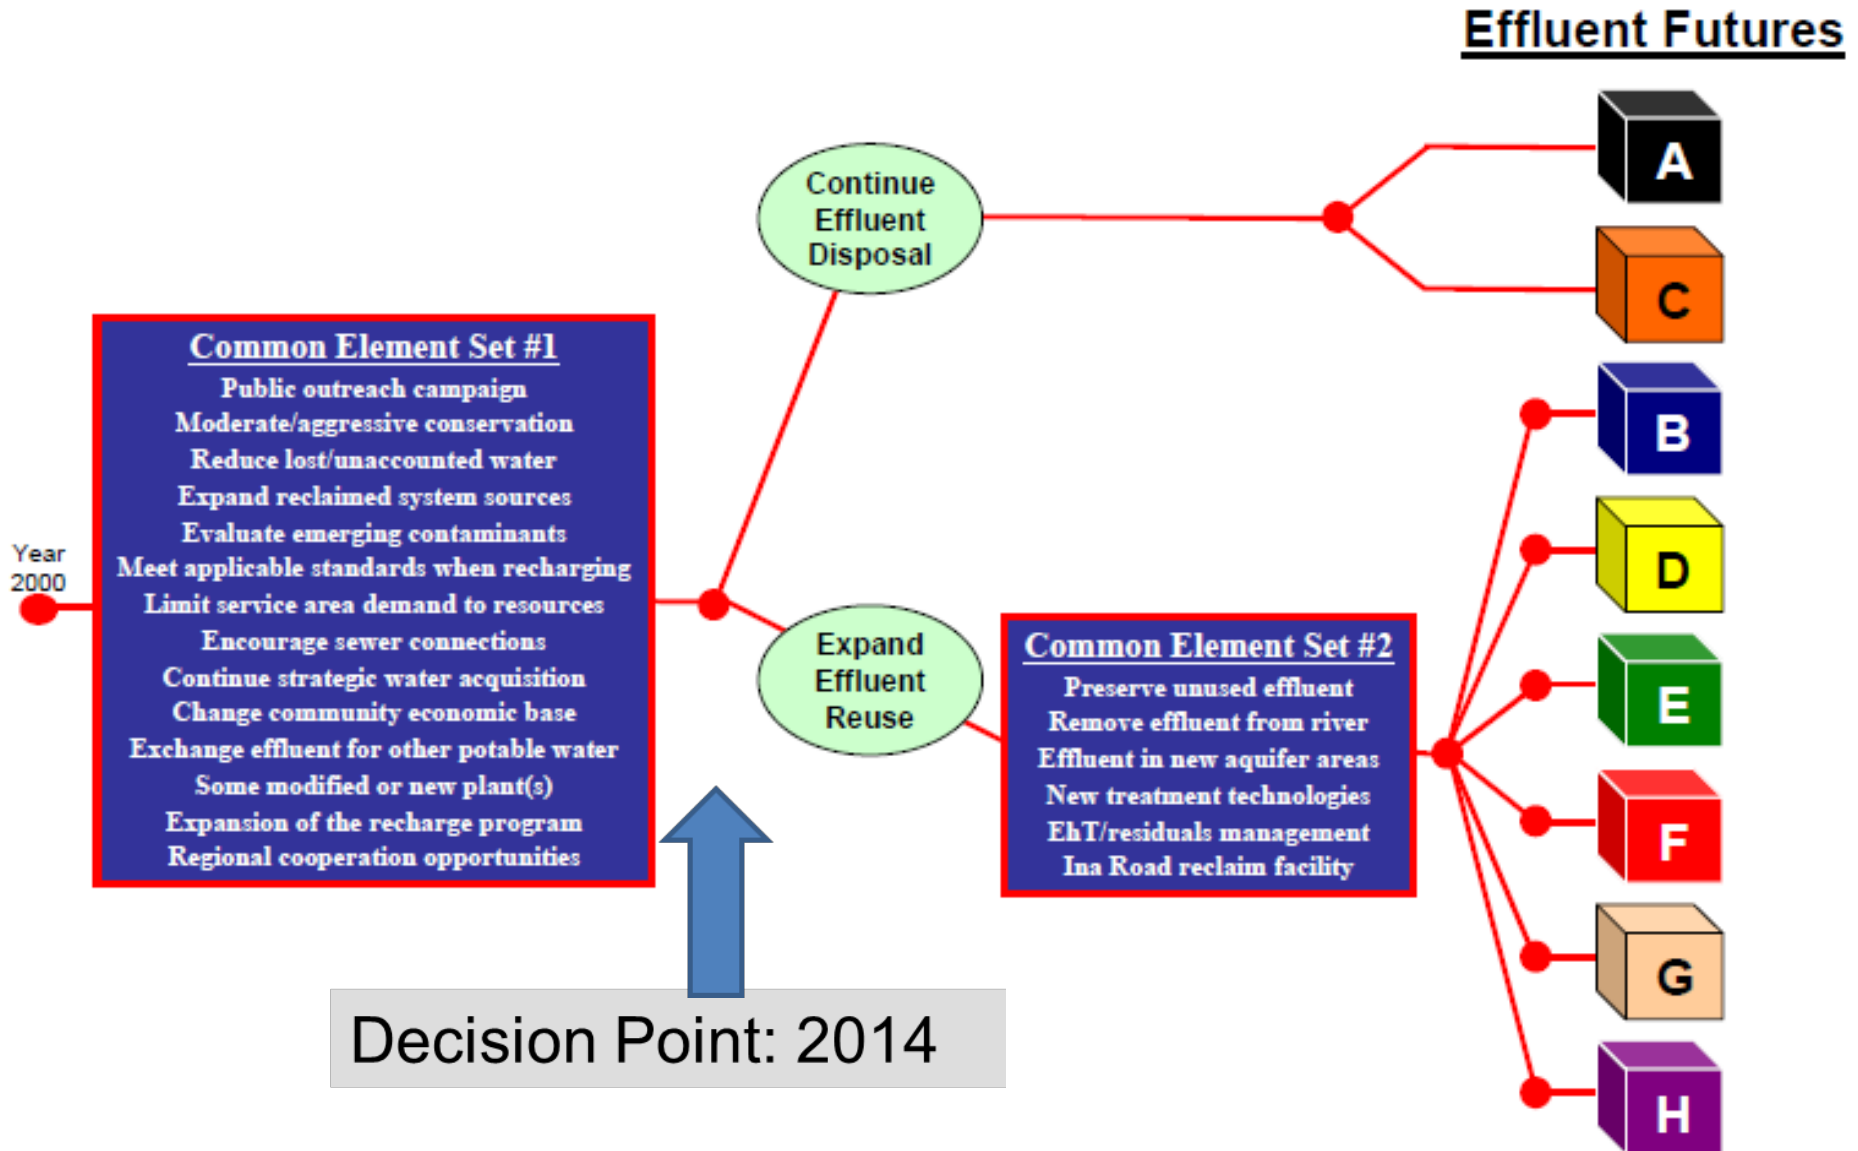 Effluent Futures
A
Continue
Effluent
Disposal
C
Common Element Set #1
Public outreach campaign
Moderate/aggressive conservation
Reduce lost/unaccounted water
Expand reclaimed system sources
Evaluate emerging contaminants
Meet applicable standards when recharging
Limit service area demand to resources
Encourage sewer connections
Continue strategic water acquisition
Change community economic base
Exchange effluent for other potable water
Some modified or new plant(s)
Expansion of the recharge program
Regional cooperation opportunities
Year
2000
B
D
Expand
Effluent
Reuse
Common Element Set #2
Preserve unused effluent
Remove effluent from river
Effluent in new aquifer areas
New treatment technologies
EhT/residuals management
Ina Road reclaim facility
E
F
G
H
Decision Point: 2014